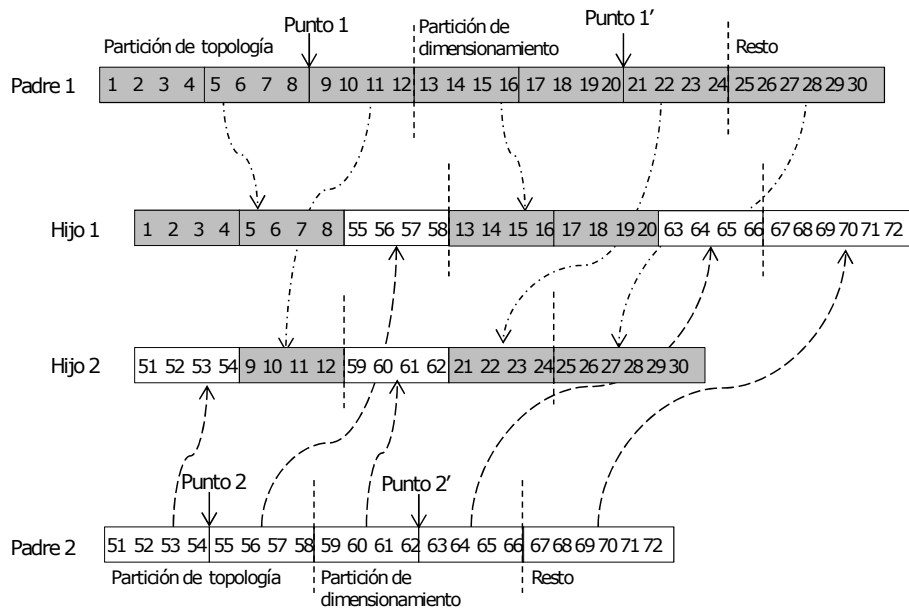 Punto 1
Punto 1’
Partición de topología
Partición de
dimensionamiento
Resto
Padre 1
1 2 3 4 5 6 7 8 9 10 11 12 13 14 15 16 17 18 19 20 21 22 23 24 25 26 27 28 29 30
Hijo 1
1 2 3 4 5 6 7 8 55 56 57 58 13 14 15 16 17 18 19 20 63 64 65 66 67 68 69 70 71 72
Hijo 2
51 52 53 54 9 10 11 12 59 60 61 62 21 22 23 24 25 26 27 28 29 30
Punto 2
Punto 2’
Padre 2
51 52 53 54 55 56 57 58 59 60 61 62 63 64 65 66 67 68 69 70 71 72
Partición de topología
Partición de
dimensionamiento
Resto